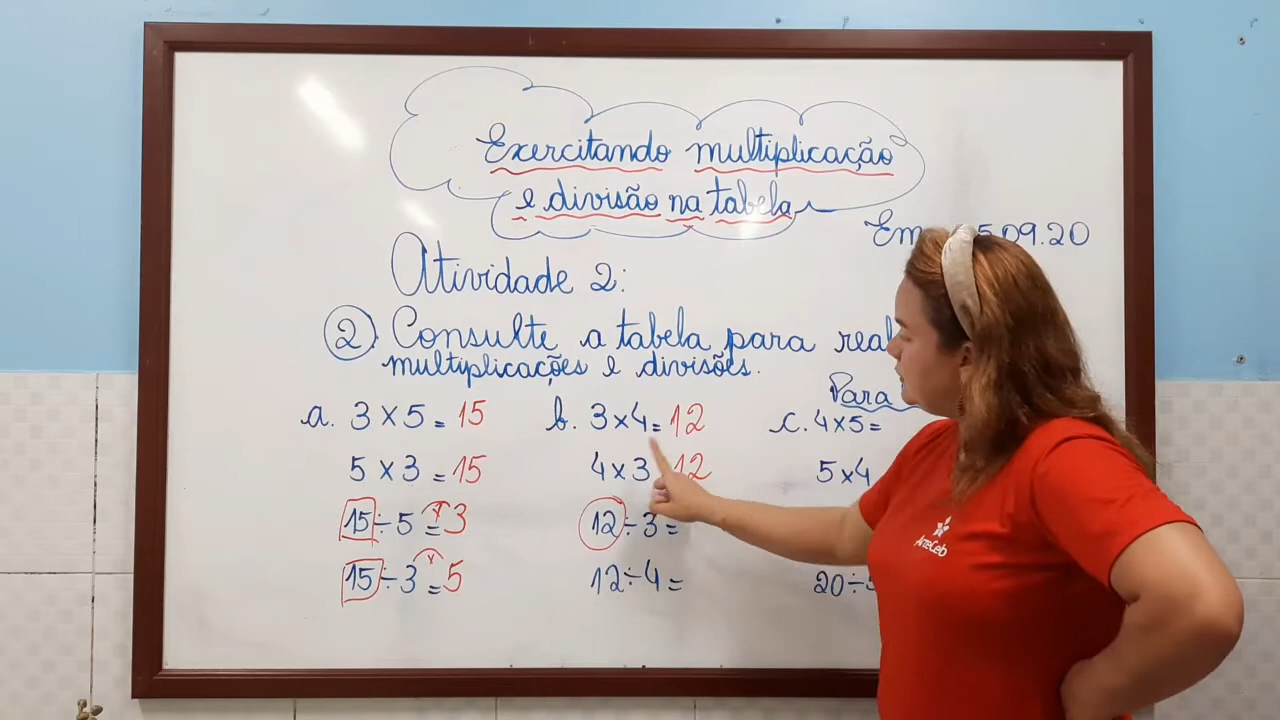 Exercitando multiplicação
e divisão na tabela
Em 09.20
Atividade 2:
2 Consulte a tabela para
multiplicações e divisões.
Para
a. 3 x 5 = 15
5 x 3 = 15
15 ÷ 5 = 3
15 ÷ 3 = 5
b. 3 x 4 = 12
4 x 3 12
12 ÷ 3 =
12 ÷ 4 =
c. 4 x 5 =
5 x 4
20 ÷
ArteCeb